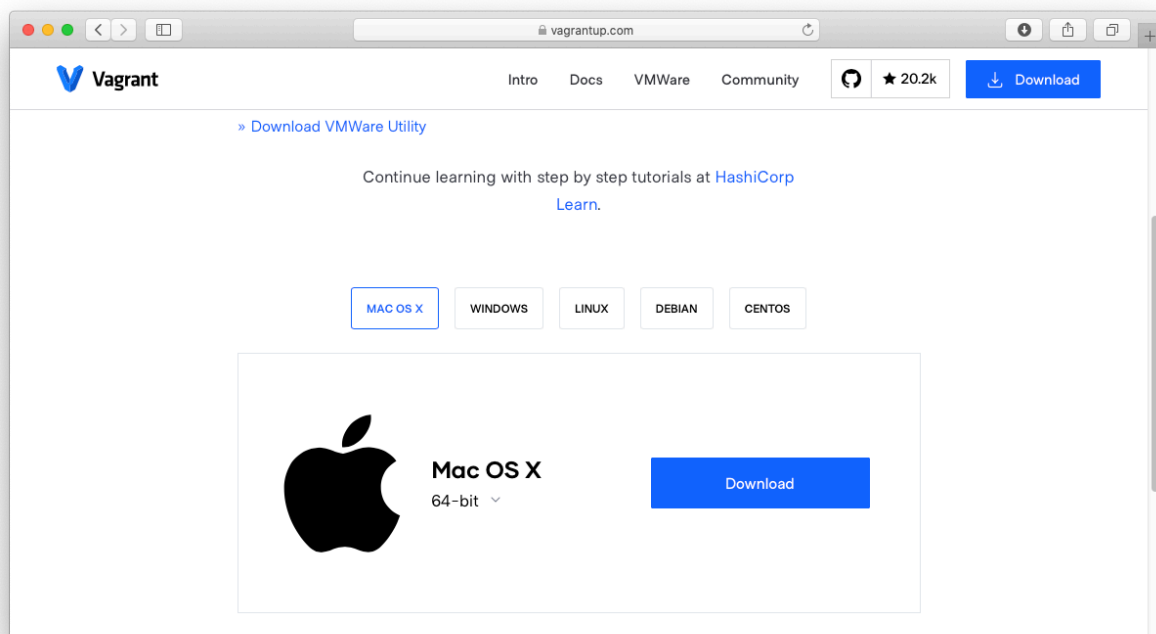 vagrantup.com
Vagrant
Intro Docs VMWare Community ★ 20.2k Download
» Download VMWare Utility
Continue learning with step by step tutorials at HashiCorp
Learn.
MAC OS X WINDOWS LINUX DEBIAN CENTOS
Mac OS X
64-bit
Download